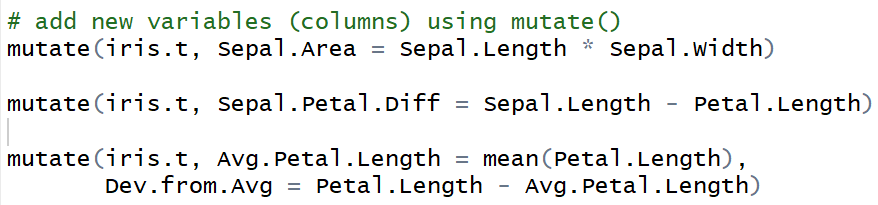 # add new variables (columns) using mutate()
mutate(iris.t, Sepal.Area = Sepal.Length * Sepal.Width)
mutate(iris.t, Sepal.Petal.Diff = Sepal.Length - Petal.Length)
mutate(iris.t, Avg.Petal.Length = mean(Petal.Length),
Dev.from.Avg = Petal.Length - Avg.Petal.Length)